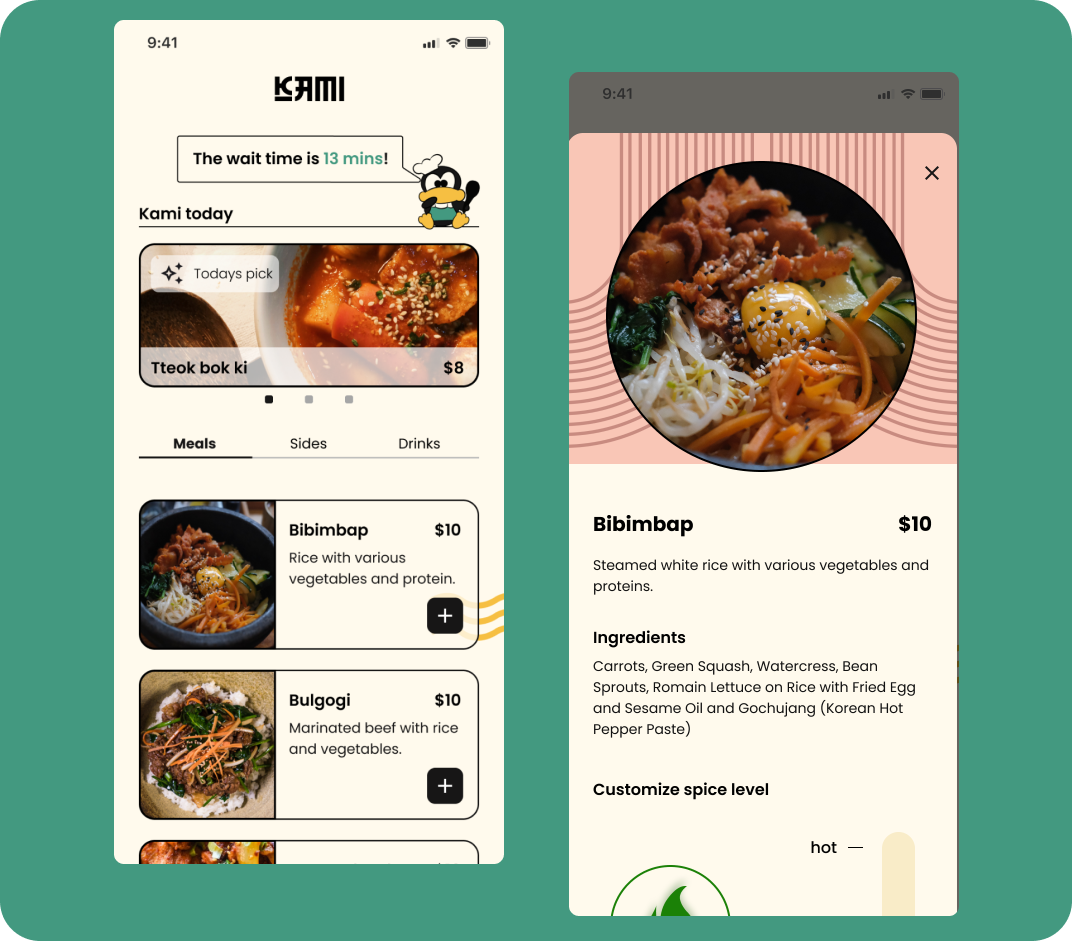 9:41
KAMI
The wait time is 13 mins!
Kami today
Todays pick
Tteok bok ki $8
Meals Sides Drinks
Bibimbap $10
Rice with various
vegetables and protein.
Bulgogi $10
Marinated beef with rice
and vegetables.
9:41
Bibimbap $10
Steamed white rice with various vegetables and
proteins.
Ingredients
Carrots, Green Squash, Watercress, Bean
Sprouts, Romain Lettuce on Rice with Fried Egg
and Sesame Oil and Gochujang (Korean Hot
Pepper Paste)
Customize spice level
hot